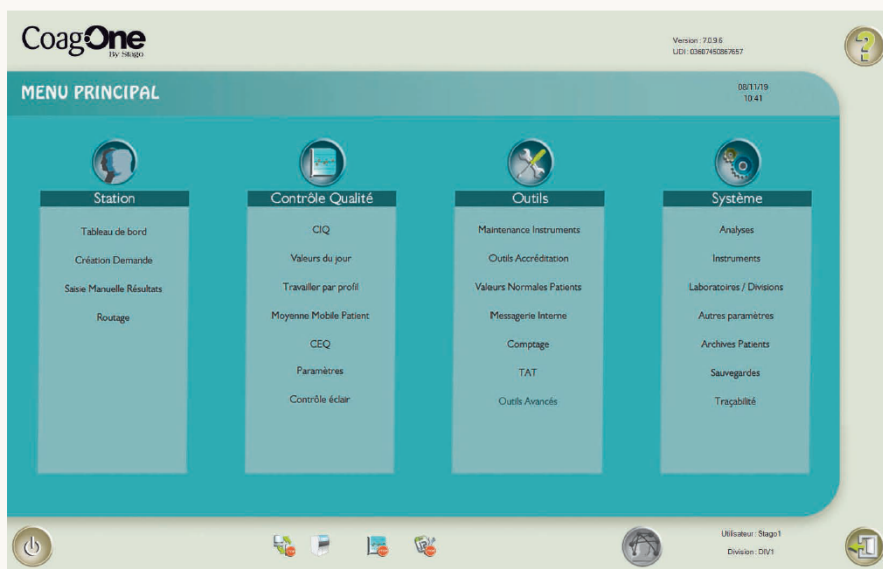 CoagOne
By Stago
Version : 7.0.9.6
UDI : 03607450867657
MENU PRINCIPAL
08/11/19
10:41
Station
Tableau de bord
Création Demande
Saisie Manuelle Résultats
Routage
Contrôle Qualité
CIQ
Valeurs du jour
Travailler par profil
Moyenne Mobile Patient
CEQ
Paramètres
Contrôle éclair
Outils
Maintenance Instruments
Outils Accréditation
Valeurs Normales Patients
Messagerie Interne
Comptage
TAT
Outils Avancés
Système
Analyses
Instruments
Laboratoires / Divisions
Autres paramètres
Archives Patients
Sauvegardes
Traçabilité
Utilisateur : Stago1
Division : DIV1